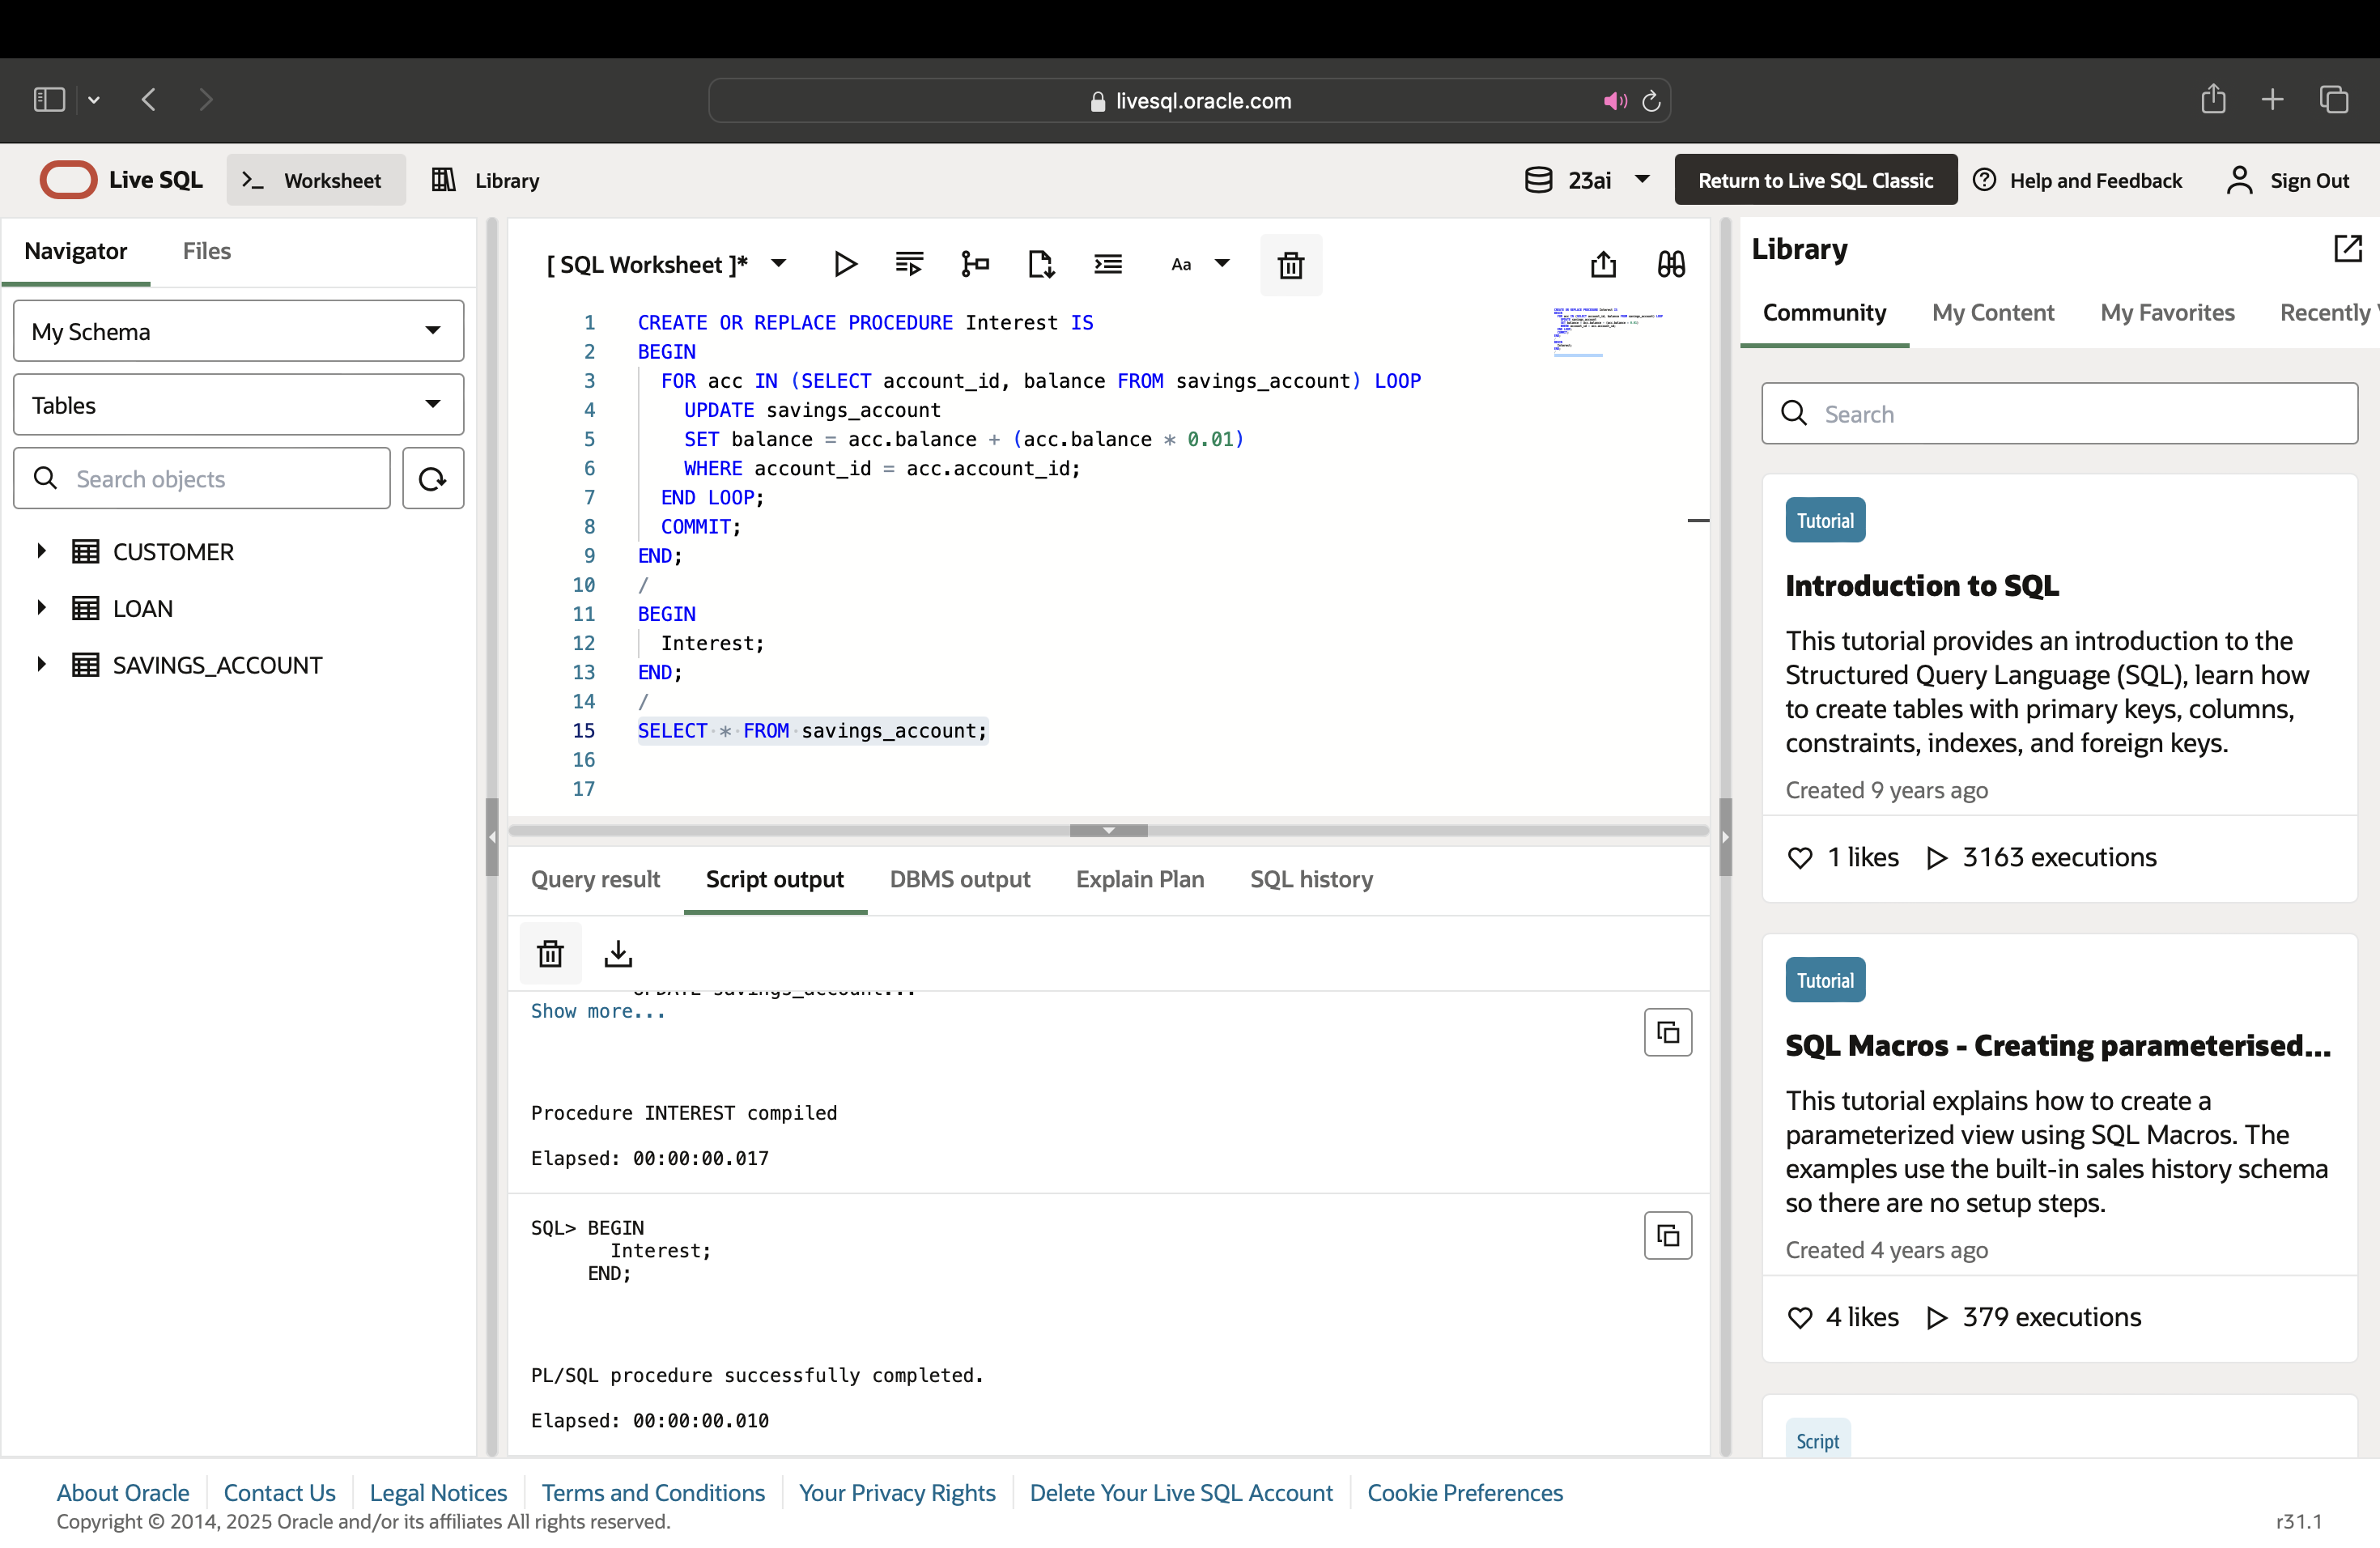 livesql.oracle.com
Live SQL
Worksheet
Library
23ai
Return to Live SQL Classic
Help and Feedback
Sign Out
Navigator
Files
My Schema
Tables
Search objects
CUSTOMER
LOAN
SAVINGS_ACCOUNT
[ SQL Worksheet ]*
Aa
1 CREATE OR REPLACE PROCEDURE Interest IS
2 BEGIN
3 FOR acc IN (SELECT account_id, balance FROM savings_account) LOOP
4 UPDATE savings_account
5 SET balance = acc.balance + (acc.balance * 0.01)
6 WHERE account_id = acc.account_id;
7 END LOOP;
8 COMMIT;
9 END;
10 /
11 BEGIN
12 Interest;
13 END;
14 /
15 SELECT * FROM savings_account;
16
17
Query result
Script output
DBMS output
Explain Plan
SQL history
UPDATE savings_account...
Show more...
Procedure INTEREST compiled
Elapsed: 00:00:00.017
SQL> BEGIN
Interest;
END;
PL/SQL procedure successfully completed.
Elapsed: 00:00:00.010
Library
Community
My Content
My Favorites
Recently
Search
Tutorial
Introduction to SQL
This tutorial provides an introduction to the
Structured Query Language (SQL), learn how
to create tables with primary keys, columns,
constraints, indexes, and foreign keys.
Created 9 years ago
1 likes
3163 executions
Tutorial
SQL Macros - Creating parameterised...
This tutorial explains how to create a
parameterized view using SQL Macros. The
examples use the built-in sales history schema
so there are no setup steps.
Created 4 years ago
4 likes
379 executions
Script
About Oracle
Contact Us
Legal Notices
Terms and Conditions
Your Privacy Rights
Delete Your Live SQL Account
Cookie Preferences
Copyright © 2014, 2025 Oracle and/or its affiliates All rights reserved.
r31.1